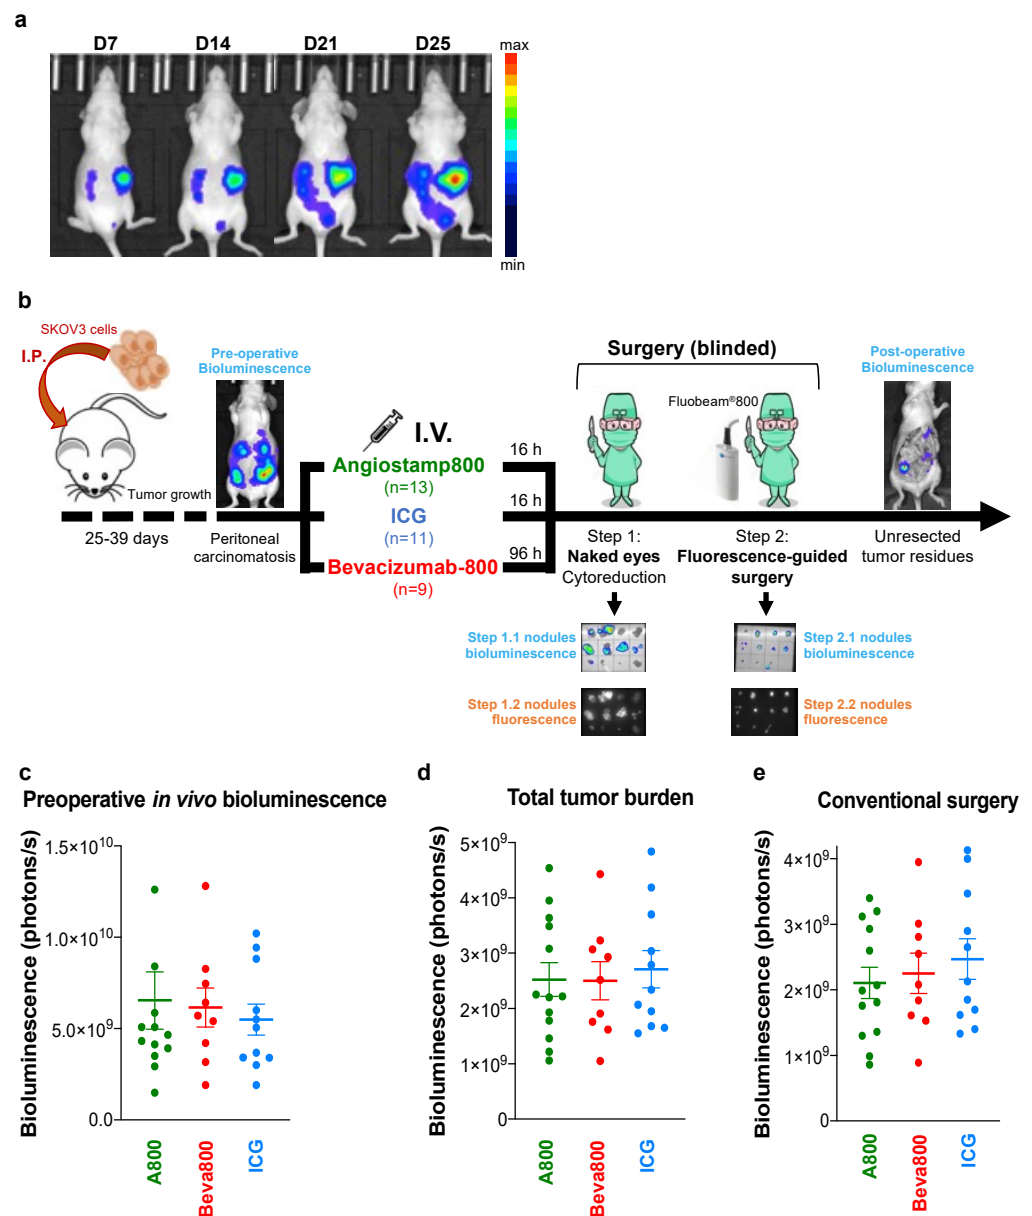 a
D7 D14 D21 D25
max
min
b
SKOV3 cells
I.P.
Pre-operative
Bioluminescence
Surgery (blinded)
Post-operative
Bioluminescence
Fluobeam®800
I.V.
Angiostamp800
(n=13)
16 h
Tumor growth
ICG
(n=11)
16 h
25-39 days
Peritoneal
carcinomatosis
Bevacizumab-800
(n=9)
96 h
Step 1:
Naked eyes
Cytoreduction
Step 2:
Fluorescence-guided
surgery
Unresected
tumor residues
Step 1.1 nodules
bioluminescence
Step 2.1 nodules
bioluminescence
Step 1.2 nodules
fluorescence
Step 2.2 nodules
fluorescence
c
Preoperative in vivo bioluminescence
Bioluminescence (photons/s)
1.5×10¹⁰
1.0×10¹⁰
5.0×10⁹
0.0
A800
Beva800
ICG
d
Total tumor burden
Bioluminescence (photons/s)
5×10⁹
4×10⁹
3×10⁹
2×10⁹
1×10⁹
0
A800
Beva800
ICG
e
Conventional surgery
Bioluminescence (photons/s)
4×10⁹
3×10⁹
2×10⁹
1×10⁹
0
A800
Beva800
ICG